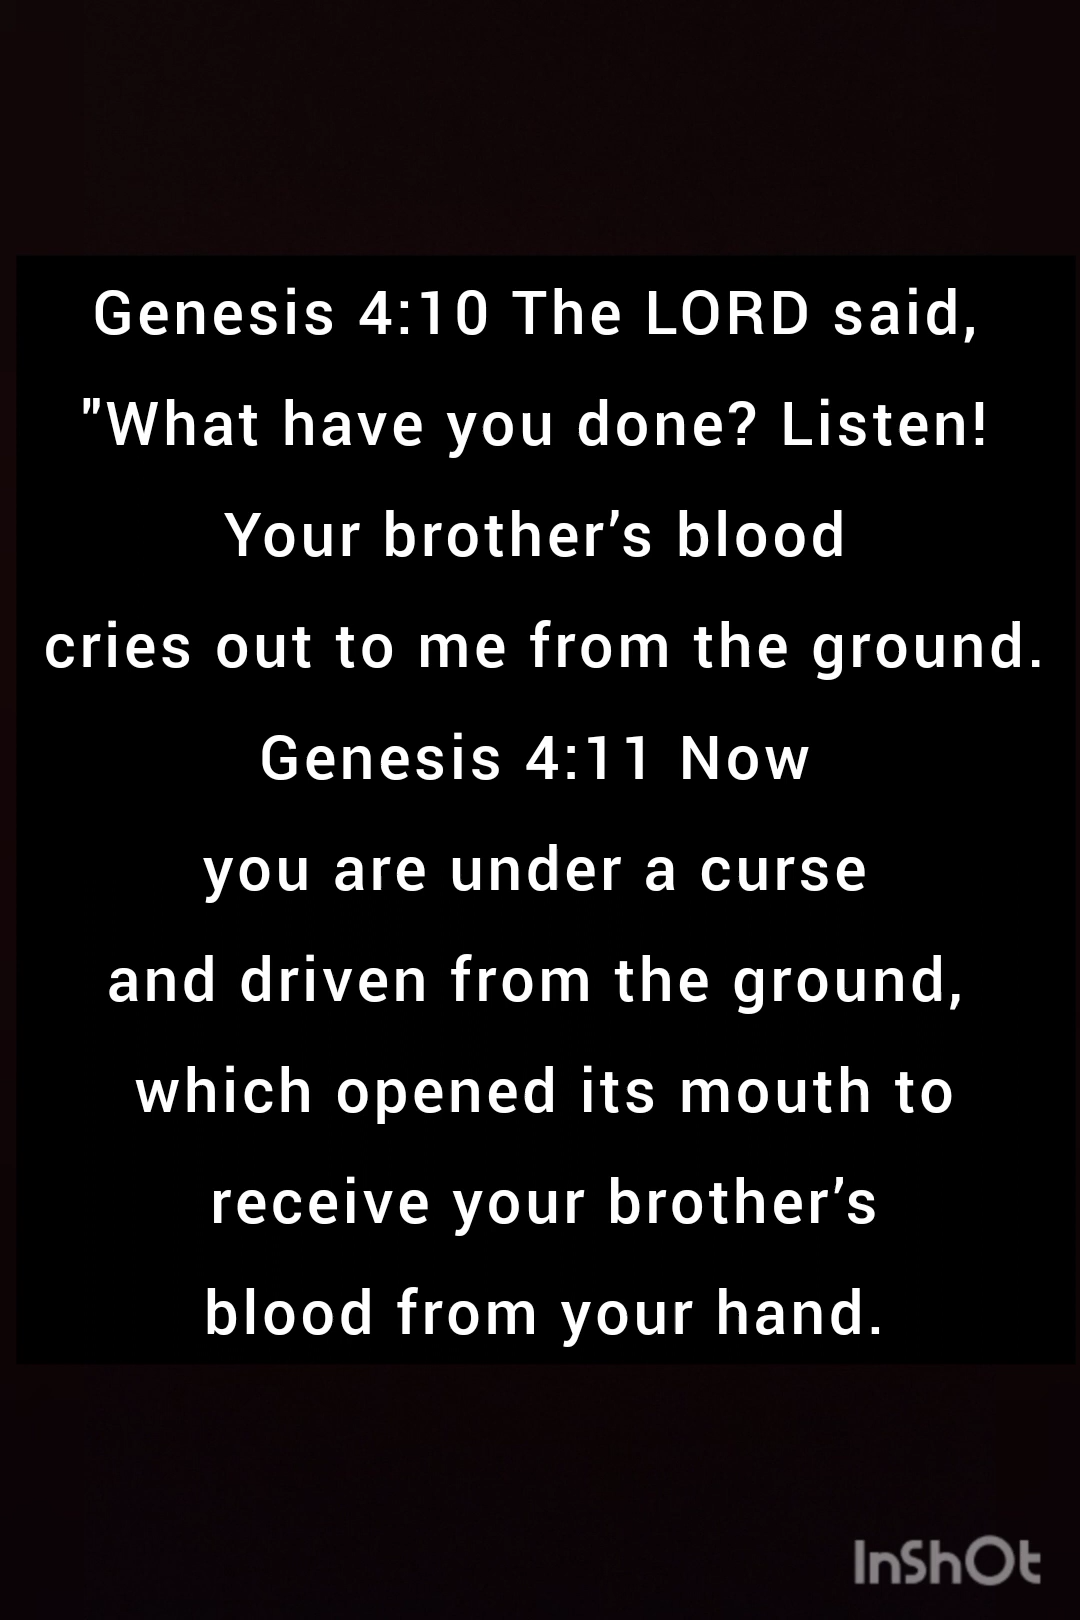 Genesis 4:10 The LORD said,
"What have you done? Listen!
Your brother’s blood
cries out to me from the ground.
Genesis 4:11 Now
you are under a curse
and driven from the ground,
which opened its mouth to
receive your brother’s
blood from your hand.
InShOt